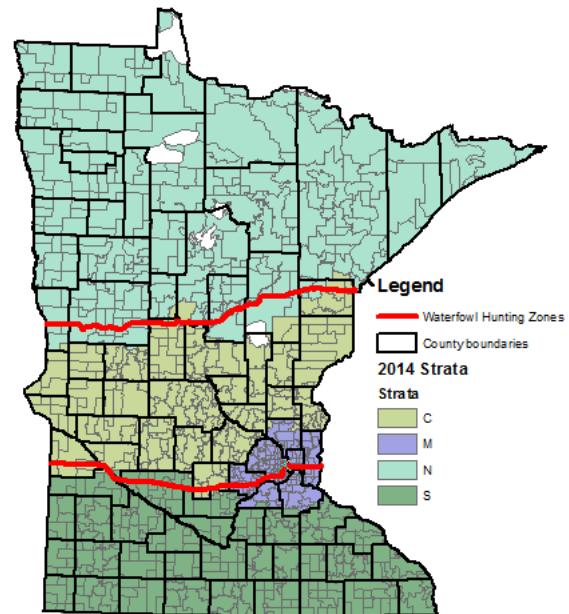 Legend
Waterfowl Hunting Zones
County boundaries
2014 Strata
Strata
C
M
N
S